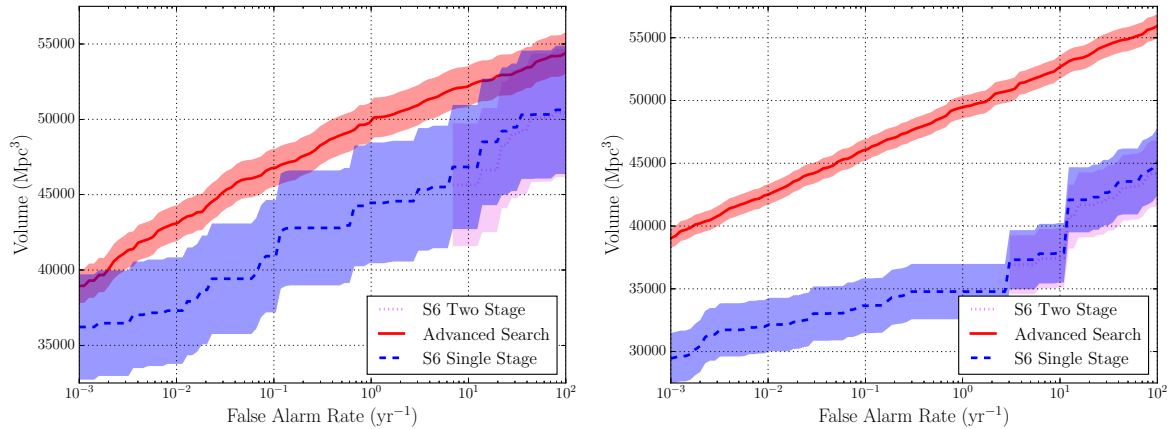 55000
50000
45000
40000
35000
Volume (Mpc³)
10⁻³ 10⁻² 10⁻¹ 10⁰ 10¹ 10²
False Alarm Rate (yr⁻¹)
S6 Two Stage
Advanced Search
S6 Single Stage
55000
50000
45000
40000
35000
30000
Volume (Mpc³)
10⁻³ 10⁻² 10⁻¹ 10⁰ 10¹ 10²
False Alarm Rate (yr⁻¹)
S6 Two Stage
Advanced Search
S6 Single Stage